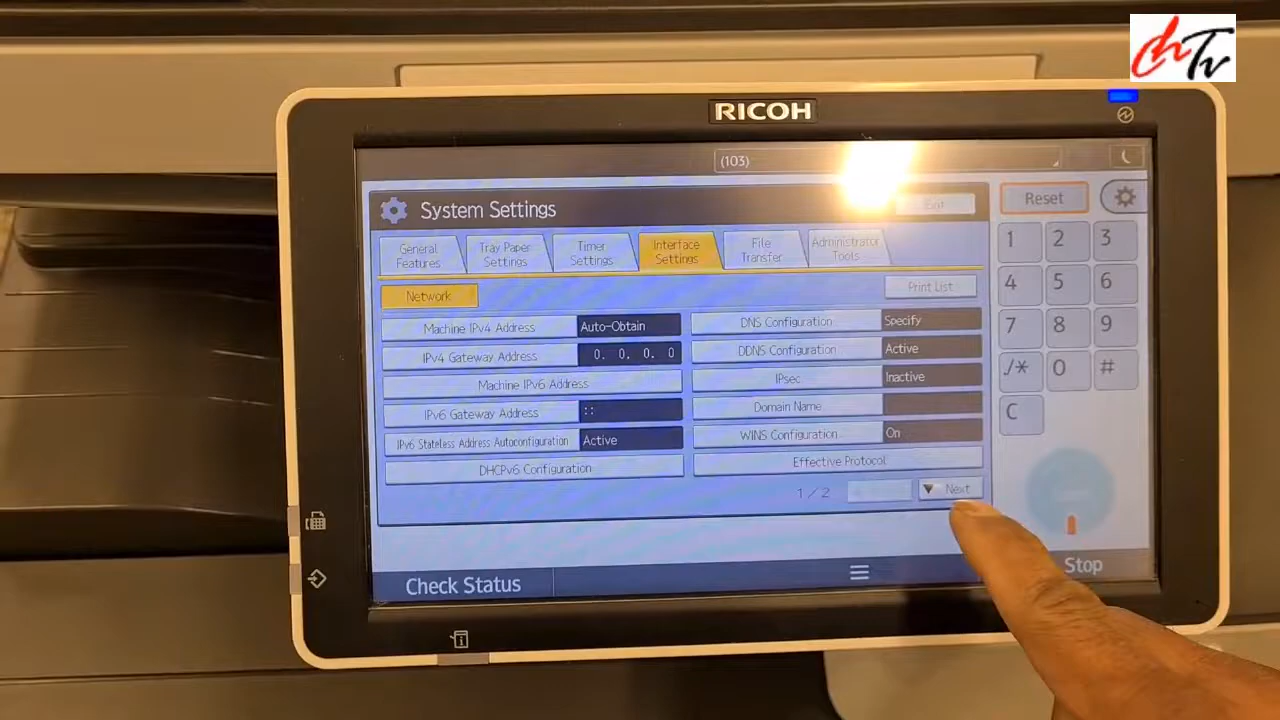 ch Tv
RICOH
(103)
System Settings
Exit
Reset
General Features
Tray Paper Settings
Timer Settings
Interface Settings
File Transfer
Administrator Tools
Network
Print List
Machine IPv4 Address Auto-Obtain
DNS Configuration Specify
IPv4 Gateway Address 0. 0. 0. 0
DDNS Configuration Active
Machine IPv6 Address
IPsec Inactive
IPv6 Gateway Address ::
Domain Name
IPv6 Stateless Address Autoconfiguration Active
WINS Configuration On
DHCPv6 Configuration
Effective Protocol
1/2
▼ Next
1 2 3
4 5 6
7 8 9
./* 0 #
C
Check Status
Stop